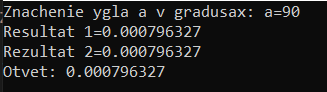 Znachenie ygla a v gradusax: a=90
Resultat 1=0.000796327
Rezultat 2=0.000796327
Otvet: 0.000796327